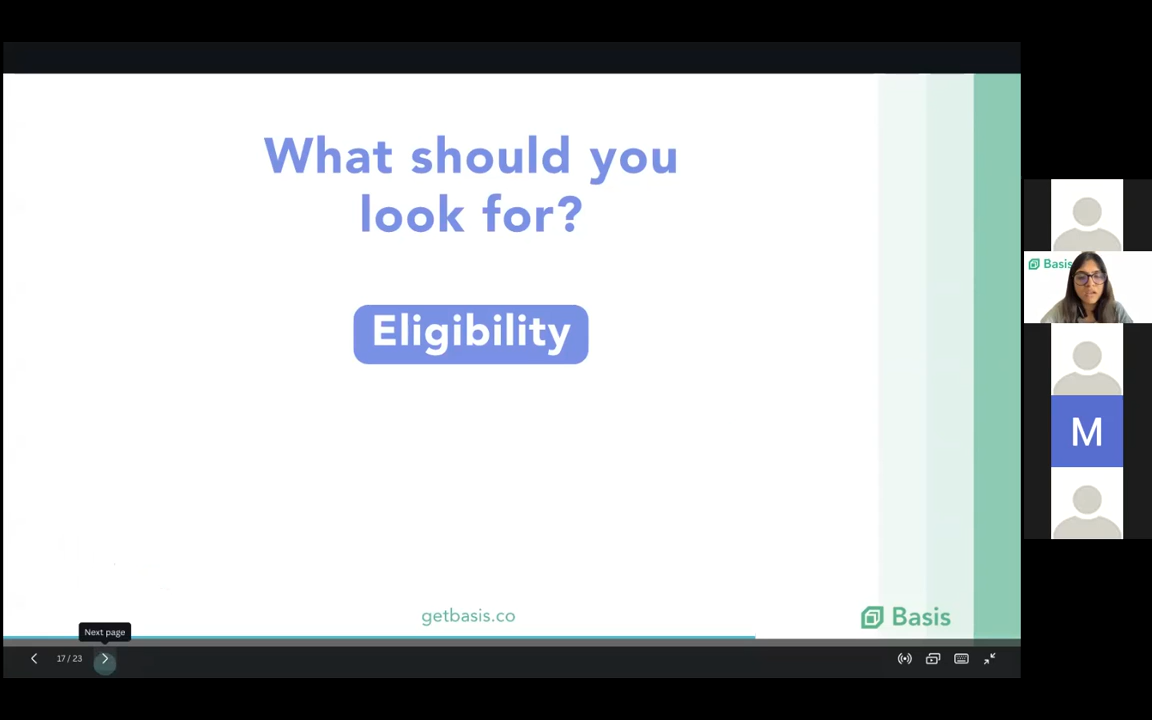 What should you
look for?
Eligibility
getbasis.co
Basis
Next page
17 / 23
Basis
M